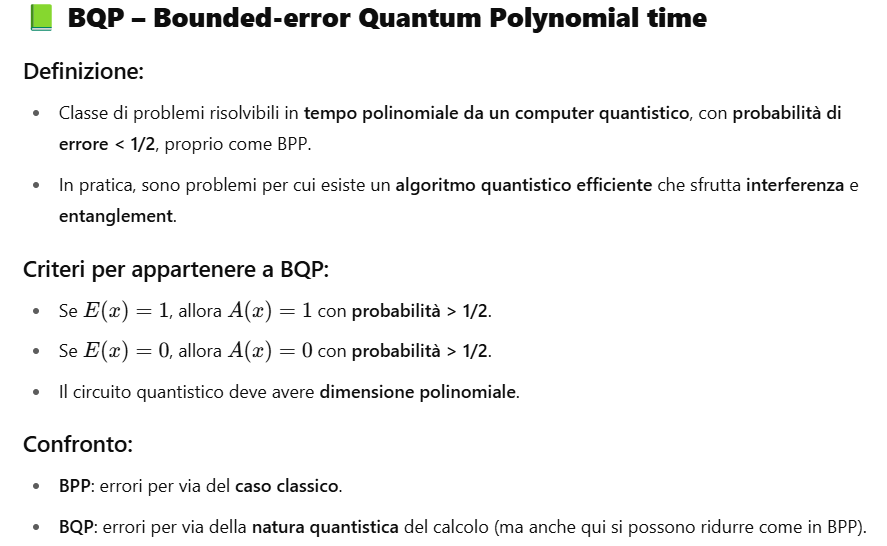 📗 BQP – Bounded-error Quantum Polynomial time
Definizione:
• Classe di problemi risolvibili in tempo polinomiale da un computer quantistico, con probabilità di
errore < 1/2, proprio come BPP.
• In pratica, sono problemi per cui esiste un algoritmo quantistico efficiente che sfrutta interferenza e
entanglement.
Criteri per appartenere a BQP:
• Se E(x) = 1, allora A(x) = 1 con probabilità > 1/2.
• Se E(x) = 0, allora A(x) = 0 con probabilità > 1/2.
• Il circuito quantistico deve avere dimensione polinomiale.
Confronto:
• BPP: errori per via del caso classico.
• BQP: errori per via della natura quantistica del calcolo (ma anche qui si possono ridurre come in BPP).